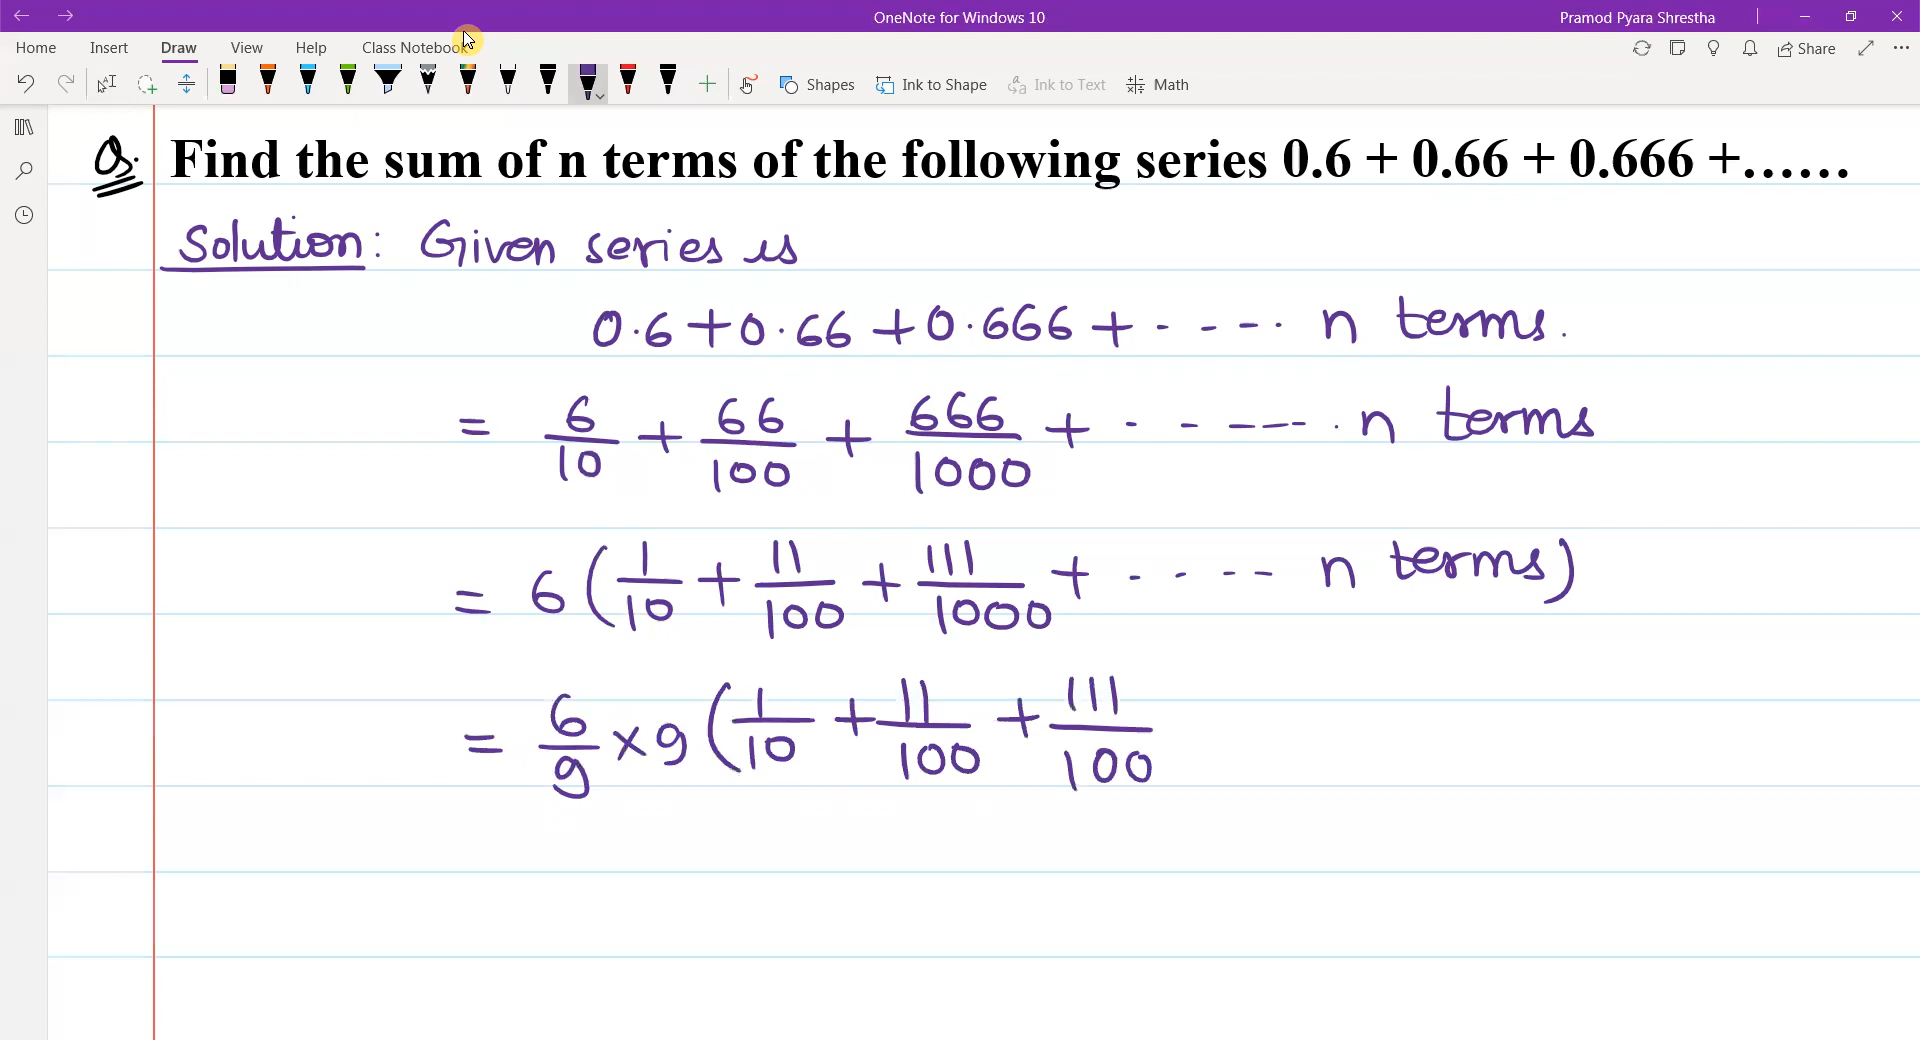 OneNote for Windows 10 Pramod Pyara Shrestha
Home Insert Draw View Help Class Notebook Share
Shapes Ink to Shape Ink to Text Math
Q. Find the sum of n terms of the following series 0.6 + 0.66 + 0.666 +......
Solution: Given series is
0.6 + 0.66 + 0.666 + ..... n terms.
= 6/10 + 66/100 + 666/1000 + ...... n terms
= 6 ( 1/10 + 11/100 + 111/1000 + ..... n terms )
= 6/9 × 9 ( 1/10 + 11/100 + 111/100